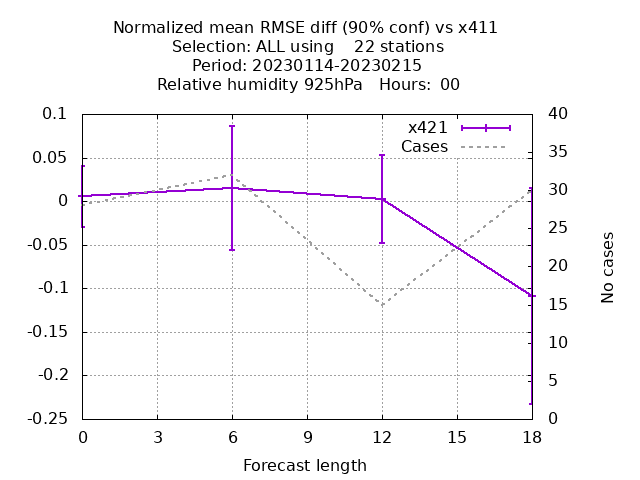 Normalized mean RMSE diff (90% conf) vs x411
Selection: ALL using    22 stations
Period: 20230114-20230215
Relative humidity 925hPa   Hours:  00
x421
Cases
0.1
0.05
0
-0.05
-0.1
-0.15
-0.2
-0.25
40
35
30
25
20
15
10
5
0
No cases
0 3 6 9 12 15 18
Forecast length